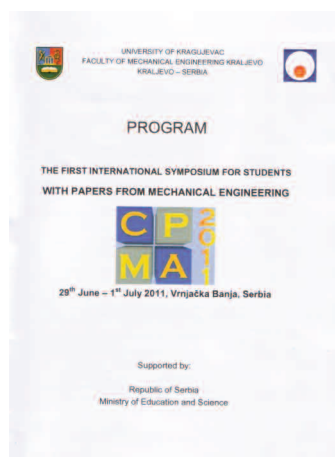 UNIVERSITY OF KRAGUJEVAC
FACULTY OF MECHANICAL ENGINEERING KRALJEVO
KRALJEVO – SERBIA
PROGRAM
THE FIRST INTERNATIONAL SYMPOSIUM FOR STUDENTS
WITH PAPERS FROM MECHANICAL ENGINEERING
C P
M A
2011
29th June – 1st July 2011, Vrnjačka Banja, Serbia
Supported by:
Republic of Serbia
Ministry of Education and Science